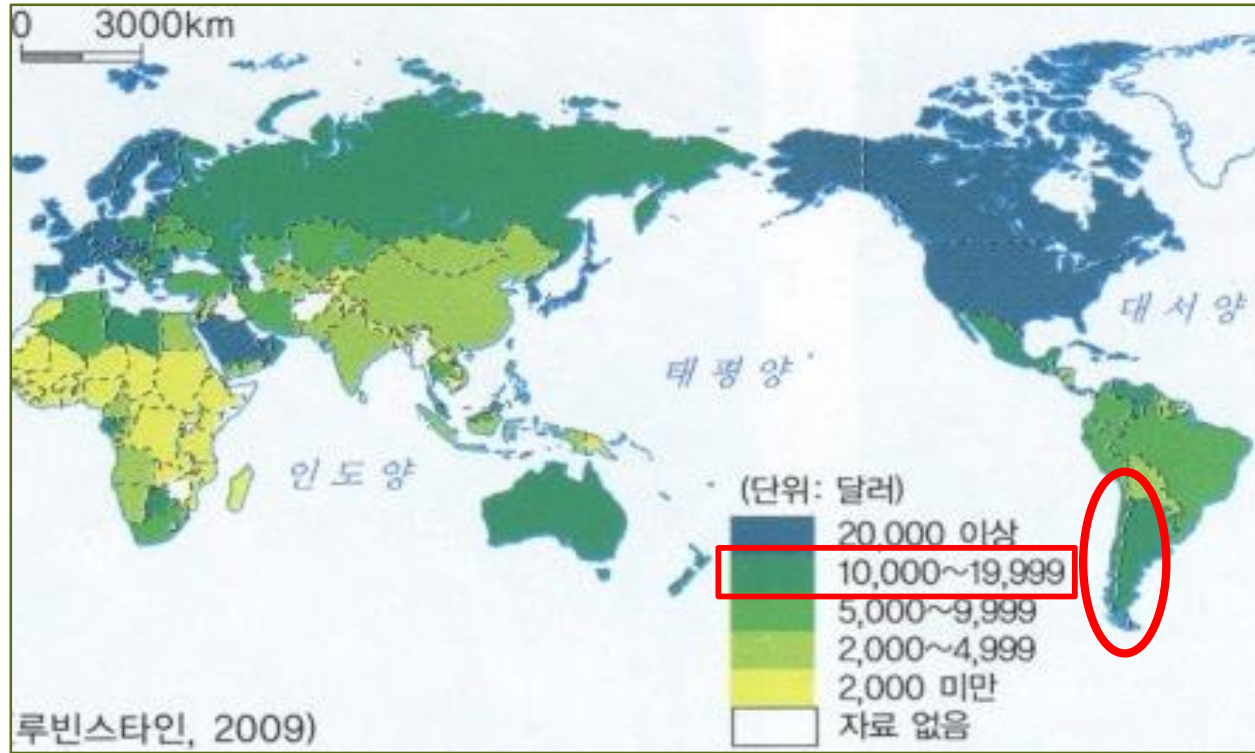 0 3000km
대서양
태평양
인도양
(단위: 달러)
20,000 이상
10,000~19,999
5,000~9,999
2,000~4,999
2,000 미만
자료 없음
루빈스타인, 2009)